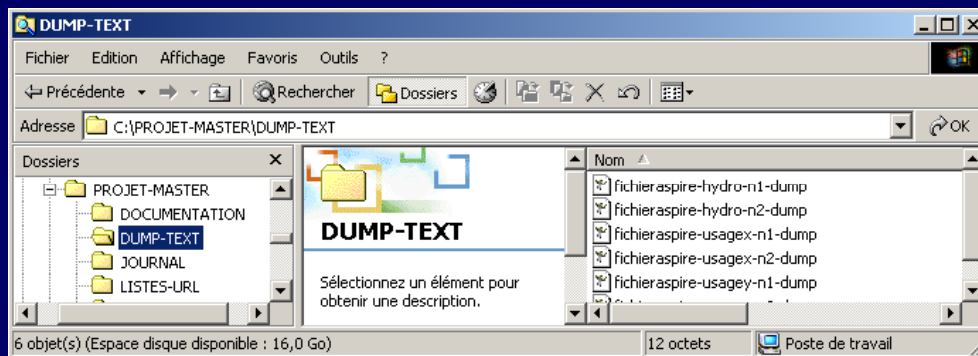 DUMP-TEXT
Fichier Edition Affichage Favoris Outils ?
Précédente Rechercher Dossiers
Adresse C:\PROJET-MASTER\DUMP-TEXT OK
Dossiers
PROJET-MASTER
DOCUMENTATION
DUMP-TEXT
JOURNAL
LISTES-URL
DUMP-TEXT
Sélectionnez un élément pour
obtenir une description.
Nom
fichieraspire-hydro-n1-dump
fichieraspire-hydro-n2-dump
fichieraspire-usagex-n1-dump
fichieraspire-usagex-n2-dump
fichieraspire-usagey-n1-dump
6 objet(s) (Espace disque disponible : 16,0 Go) 12 octets Poste de travail